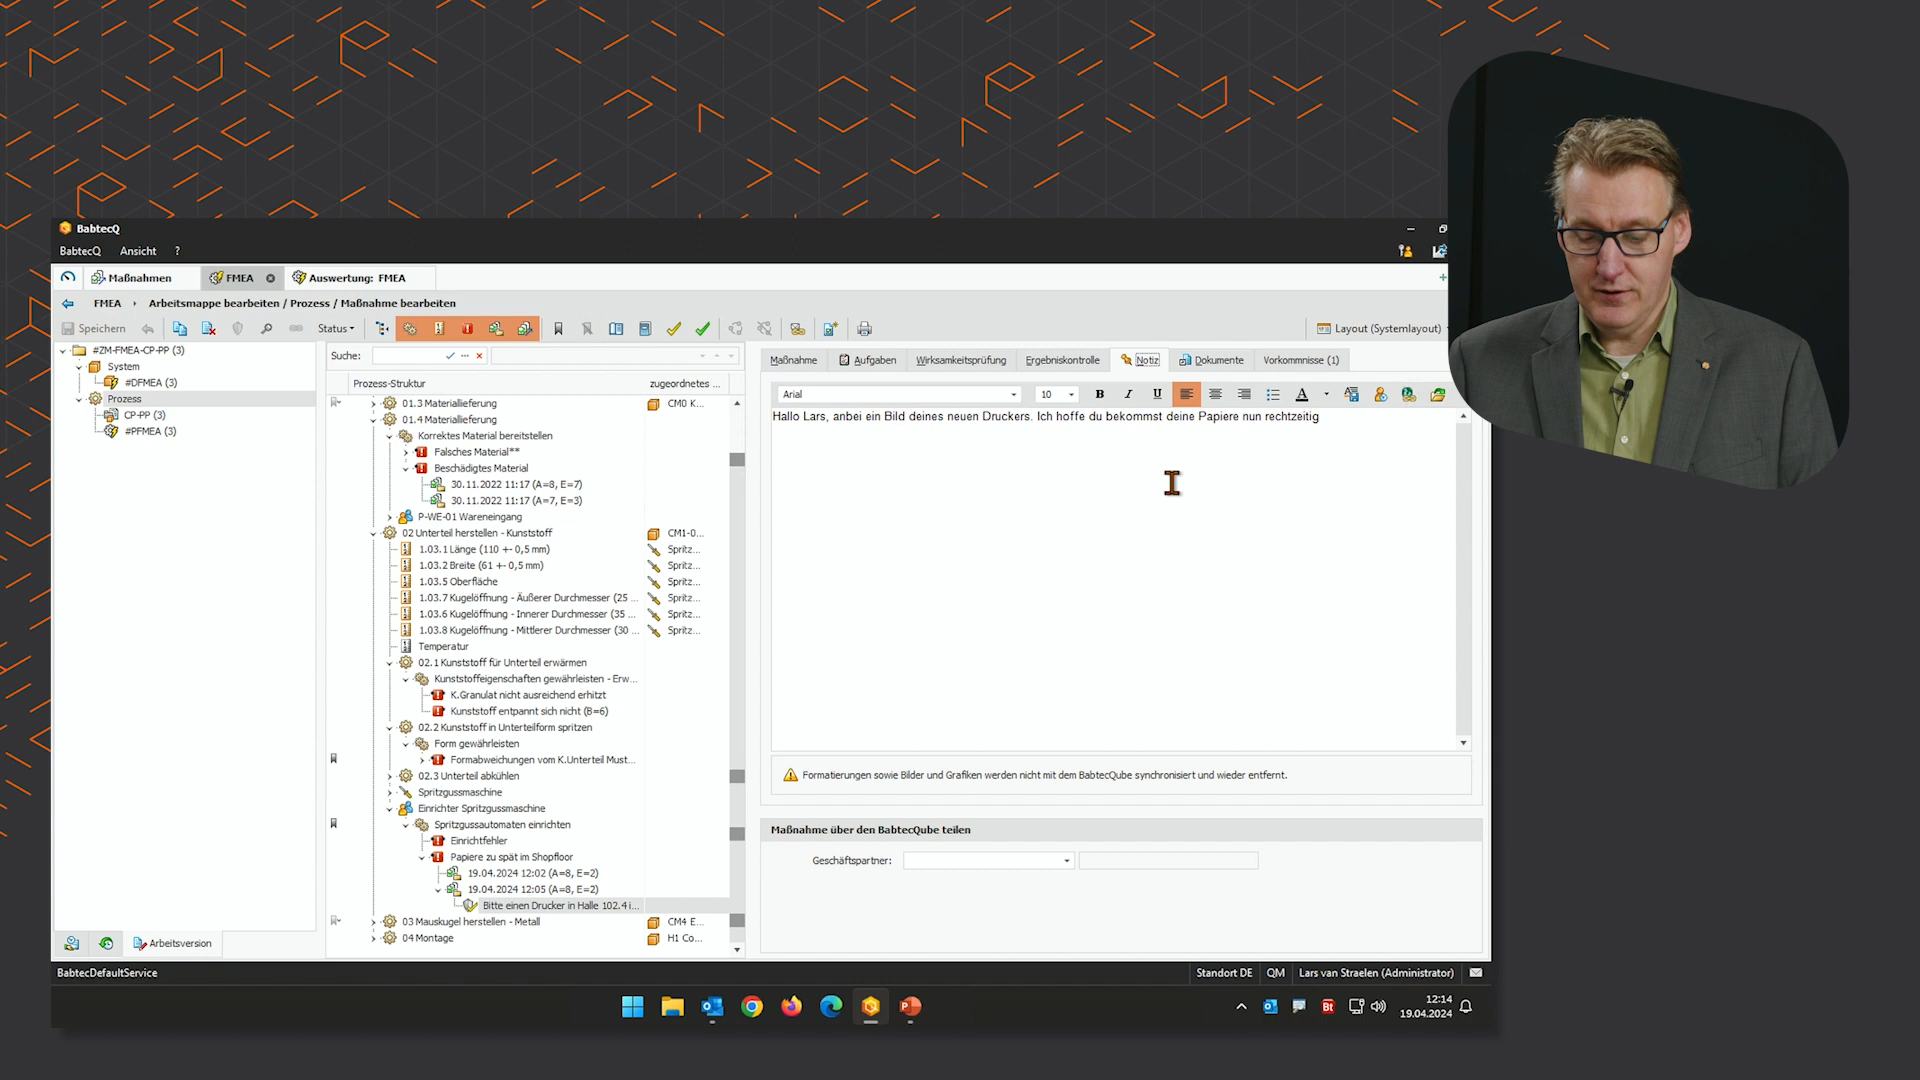 BabtecQ
BabtecQ Ansicht ?
Maßnahmen FMEA Auswertung: FMEA
FMEA Arbeitsmappe bearbeiten / Prozess / Maßnahme bearbeiten
Speichern Status Layout (Systemlayout)
#ZM-FMEA-CP-PP (3)
System
#DFMEA (3)
Prozess
CP-PP (3)
#PFMEA (3)
Arbeitsversion
Suche:
Prozess-Struktur zugeordnetes ...
01.3 Materiallieferung CM0 K...
01.4 Materiallieferung
Korrektes Material bereitstellen
Falsches Material**
Beschädigtes Material
30.11.2022 11:17 (A=8, E=7)
30.11.2022 11:17 (A=7, E=3)
P-WE-01 Wareneingang
02 Unterteil herstellen - Kunststoff CM1-0...
1.03.1 Länge (110 +- 0,5 mm) Spritz...
1.03.2 Breite (61 +- 0,5 mm) Spritz...
1.03.5 Oberfläche Spritz...
1.03.7 Kugelöffnung - Äußerer Durchmesser (25 ... Spritz...
1.03.6 Kugelöffnung - Innerer Durchmesser (35 ... Spritz...
1.03.8 Kugelöffnung - Mittlerer Durchmesser (30 ... Spritz...
Temperatur
02.1 Kunststoff für Unterteil erwärmen
Kunststoffeigenschaften gewährleisten - Erw...
K.Granulat nicht ausreichend erhitzt
Kunststoff entpannt sich nicht (B=6)
02.2 Kunststoff in Unterteilform spritzen
Form gewährleisten
Formabweichungen vom K.Unterteil Must...
02.3 Unterteil abkühlen
Spritzgussmaschine
Einrichter Spritzgussmaschine
Spritzgussautomaten einrichten
Einrichtfehler
Papiere zu spät im Shopfloor
19.04.2024 12:02 (A=8, E=2)
19.04.2024 12:05 (A=8, E=2)
Bitte einen Drucker in Halle 102.4 i...
03 Mauskugel herstellen - Metall CM4 E...
04 Montage H1 Co...
Maßnahme Aufgaben Wirksamkeitsprüfung Ergebniskontrolle Notiz Dokumente Vorkommnisse (1)
Arial 10 B I U A
Hallo Lars, anbei ein Bild deines neuen Druckers. Ich hoffe du bekommst deine Papiere nun rechtzeitig
Formatierungen sowie Bilder und Grafiken werden nicht mit dem BabtecQube synchronisiert und wieder entfernt.
Maßnahme über den BabtecQube teilen
Geschäftspartner:
BabtecDefaultService Standort DE QM Lars van Straelen (Administrator)
Bt 12:14
19.04.2024